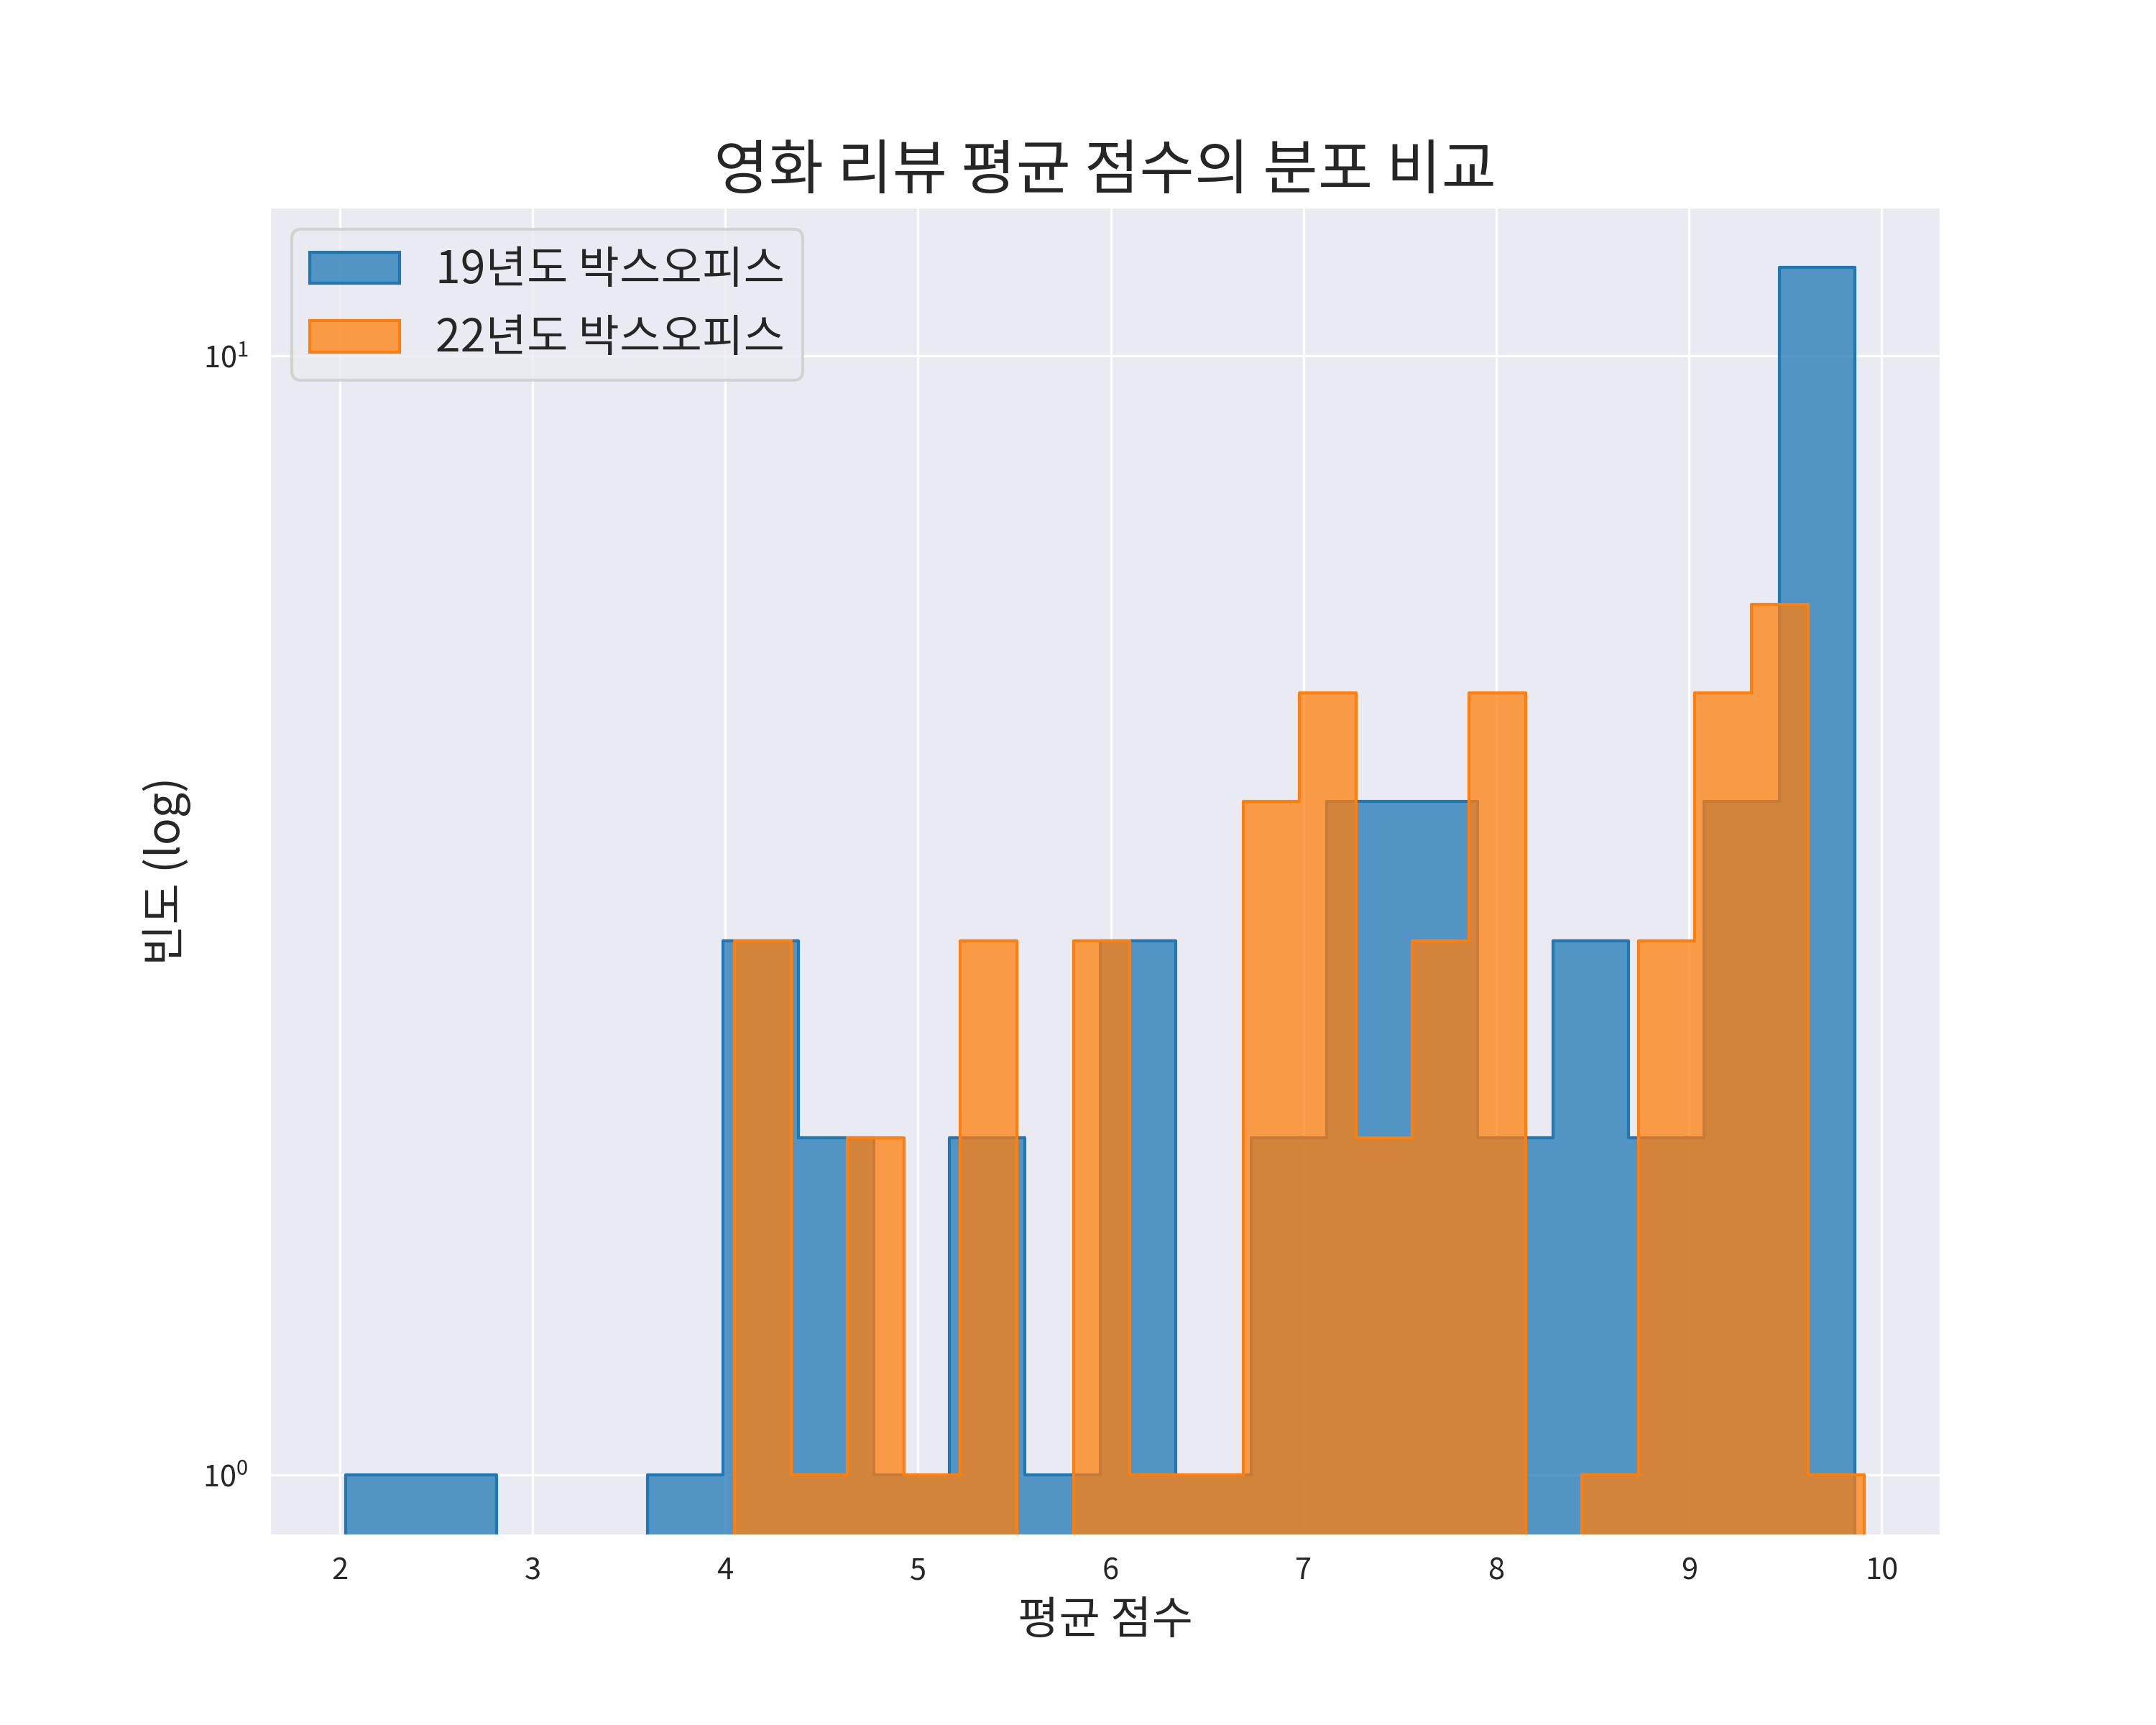 영화 리뷰 평균 점수의 분포 비교
19년도 박스오피스
22년도 박스오피스
10¹
빈도 (log)
10⁰
2 3 4 5 6 7 8 9 10
평균 점수